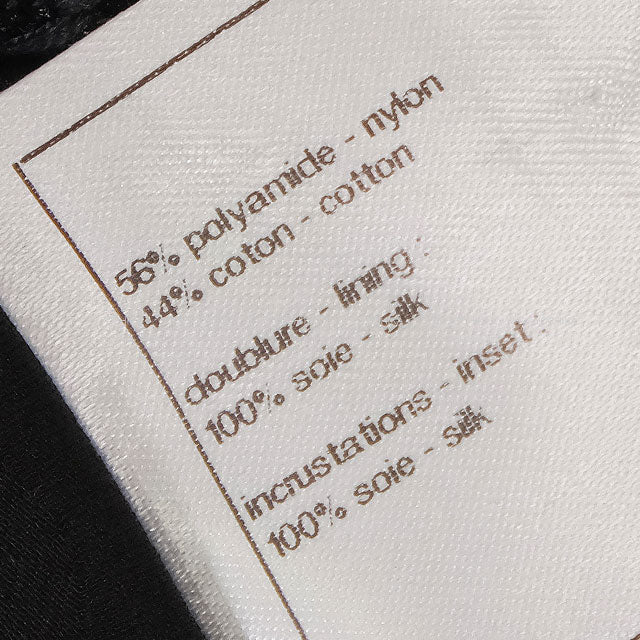 56% polyamide - nylon
44% coton - cotton
doublure - lining :
100% soie - silk
incrustations - inset :
100% soie - silk